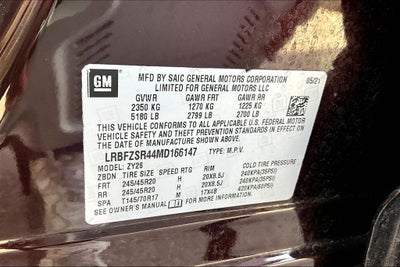 GM
MFD BY SAIC GENERAL MOTORS CORPORATION
LIMITED FOR GENERAL MOTORS LLC
05/21
GVWR GAWR FRT GAWR RR
2350 KG 1270 KG 1225 KG
5180 LB 2799 LB 2700 LB
THIS VEHICLE CONFORMS TO ALL APPLICABLE U.S. FEDERAL MOTOR
VEHICLE SAFETY AND THEFT PREVENTION STANDARDS IN EFFECT ON
THE DATE OF MANUFACTURE SHOWN ABOVE.
LRBFZSR44MD166147 TYPE: M.P.V.
MODEL: ZY26
ZBDN TIRE SIZE SPEED RTG RIM COLD TIRE PRESSURE
FRT 245/45R20 H 20X8.5J 240KPA(35PSI)
RR 245/45R20 H 20X8.5J 240KPA(35PSI)
SPA T145/70R17 M 17X4B 420KPA(60PSI)
SEE OWNER'S MANUAL FOR MORE INFORMATION.